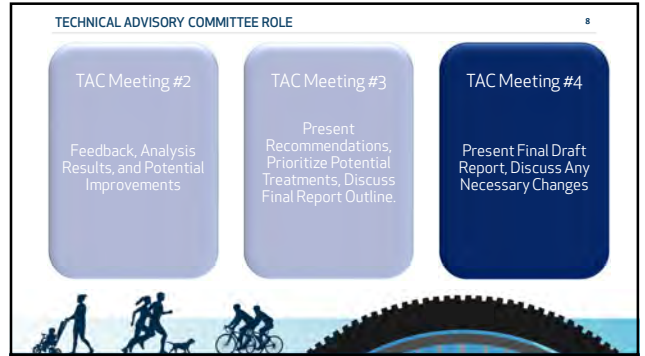 TECHNICAL ADVISORY COMMITTEE ROLE
8
TAC Meeting #2
Feedback, Analysis
Results, and Potential
Improvements
TAC Meeting #3
Present
Recommendations,
Prioritize Potential
Treatments, Discuss
Final Report Outline.
TAC Meeting #4
Present Final Draft
Report, Discuss Any
Necessary Changes